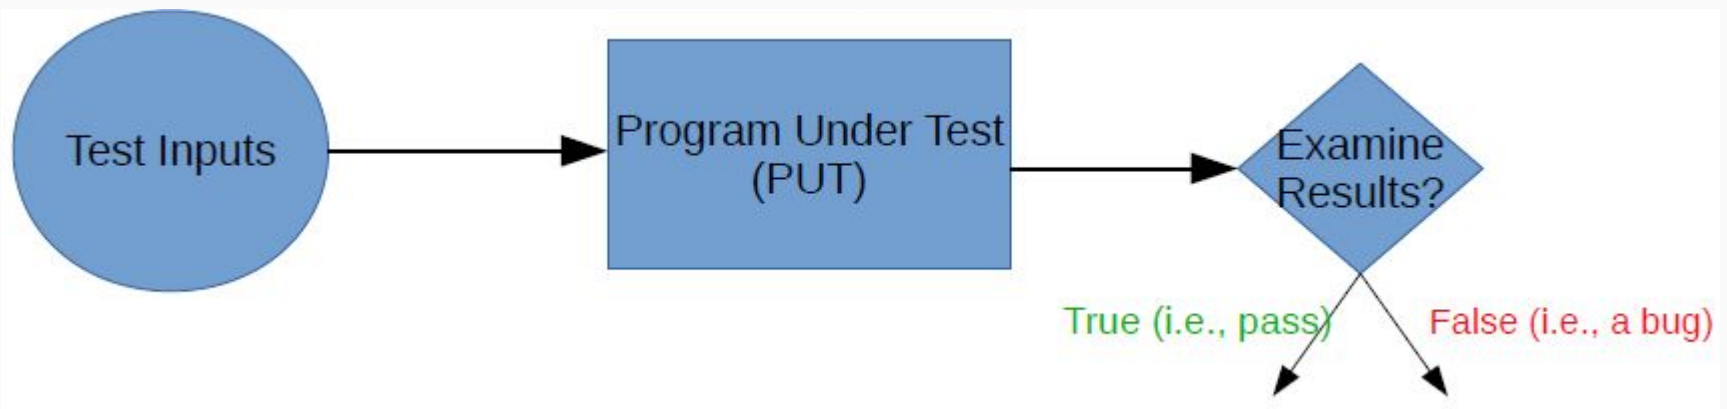 Test Inputs
Program Under Test
(PUT)
Examine
Results?
True (i.e., pass)
False (i.e., a bug)